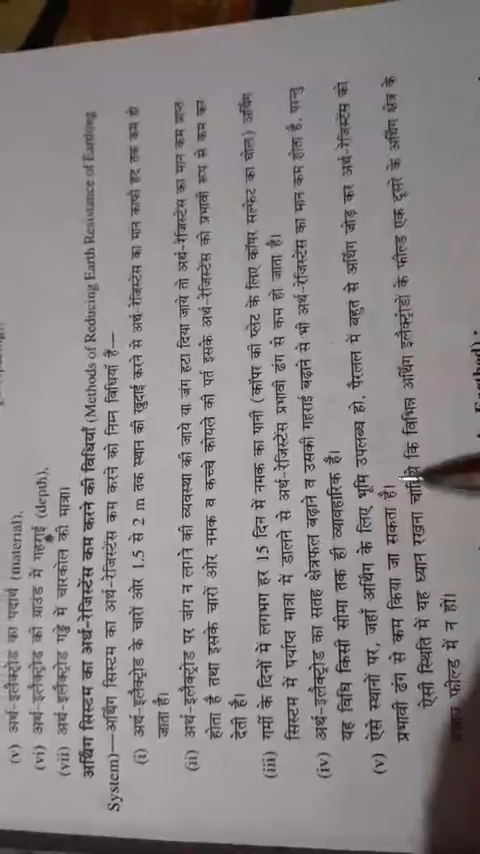 (v) अर्थ-इलैक्ट्रोड का पदार्थ (material),
(vi) अर्थ-इलैक्ट्रोड की ग्राउंड में गहराई (depth),
(vii) अर्थ-इलैक्ट्रोड गड्ढे में चारकोल की मात्रा।
अर्थिंग सिस्टम का अर्थ-रेजिस्टेंस कम करने की विधियाँ (Methods of Reducing Earth Resistance of Earthing
System)—अर्थिंग सिस्टम का अर्थ-रेजिस्टेंस कम करने की निम्न विधियाँ हैं—
(i) अर्थ-इलैक्ट्रोड के चारों ओर 1.5 से 2 m तक स्थान की खुदाई करने से अर्थ-रेजिस्टेंस का मान काफी हद तक कम हो
जाता है।
(ii) अर्थ-इलैक्ट्रोड पर जंग न लगने की व्यवस्था की जाये या जंग हटा दिया जाये तो अर्थ-रेजिस्टेंस का मान कम प्राप्त
होता है तथा इसके चारों ओर नमक व कच्चे कोयले की पर्त इसके अर्थ-रेजिस्टेंस को प्रभावी रूप से कम कर
देती है।
(iii) गर्मी के दिनों में लगभग हर 15 दिन में नमक का पानी (कॉपर की प्लेट के लिए कॉपर सल्फेट का घोल) अर्थिंग
सिस्टम में पर्याप्त मात्रा में डालने से अर्थ-रेजिस्टेंस प्रभावी ढंग से कम हो जाता है।
(iv) अर्थ-इलैक्ट्रोड का सतह क्षेत्रफल बढ़ाने व उसकी गहराई बढ़ाने से भी अर्थ-रेजिस्टेंस का मान कम होता है, परन्तु
यह विधि किसी सीमा तक ही व्यावहारिक है।
(v) ऐसे स्थानों पर, जहाँ अर्थिंग के लिए भूमि उपलब्ध हो, पैरलल में बहुत से अर्थिंग जोड़ कर अर्थ-रेजिस्टेंस को
प्रभावी ढंग से कम किया जा सकता है।
ऐसी स्थिति में यह ध्यान रखना चाहिये कि विभिन्न अर्थिंग इलैक्ट्रोडों के फील्ड एक दूसरे के अर्थिंग क्षेत्र के
फील्ड में न हों।